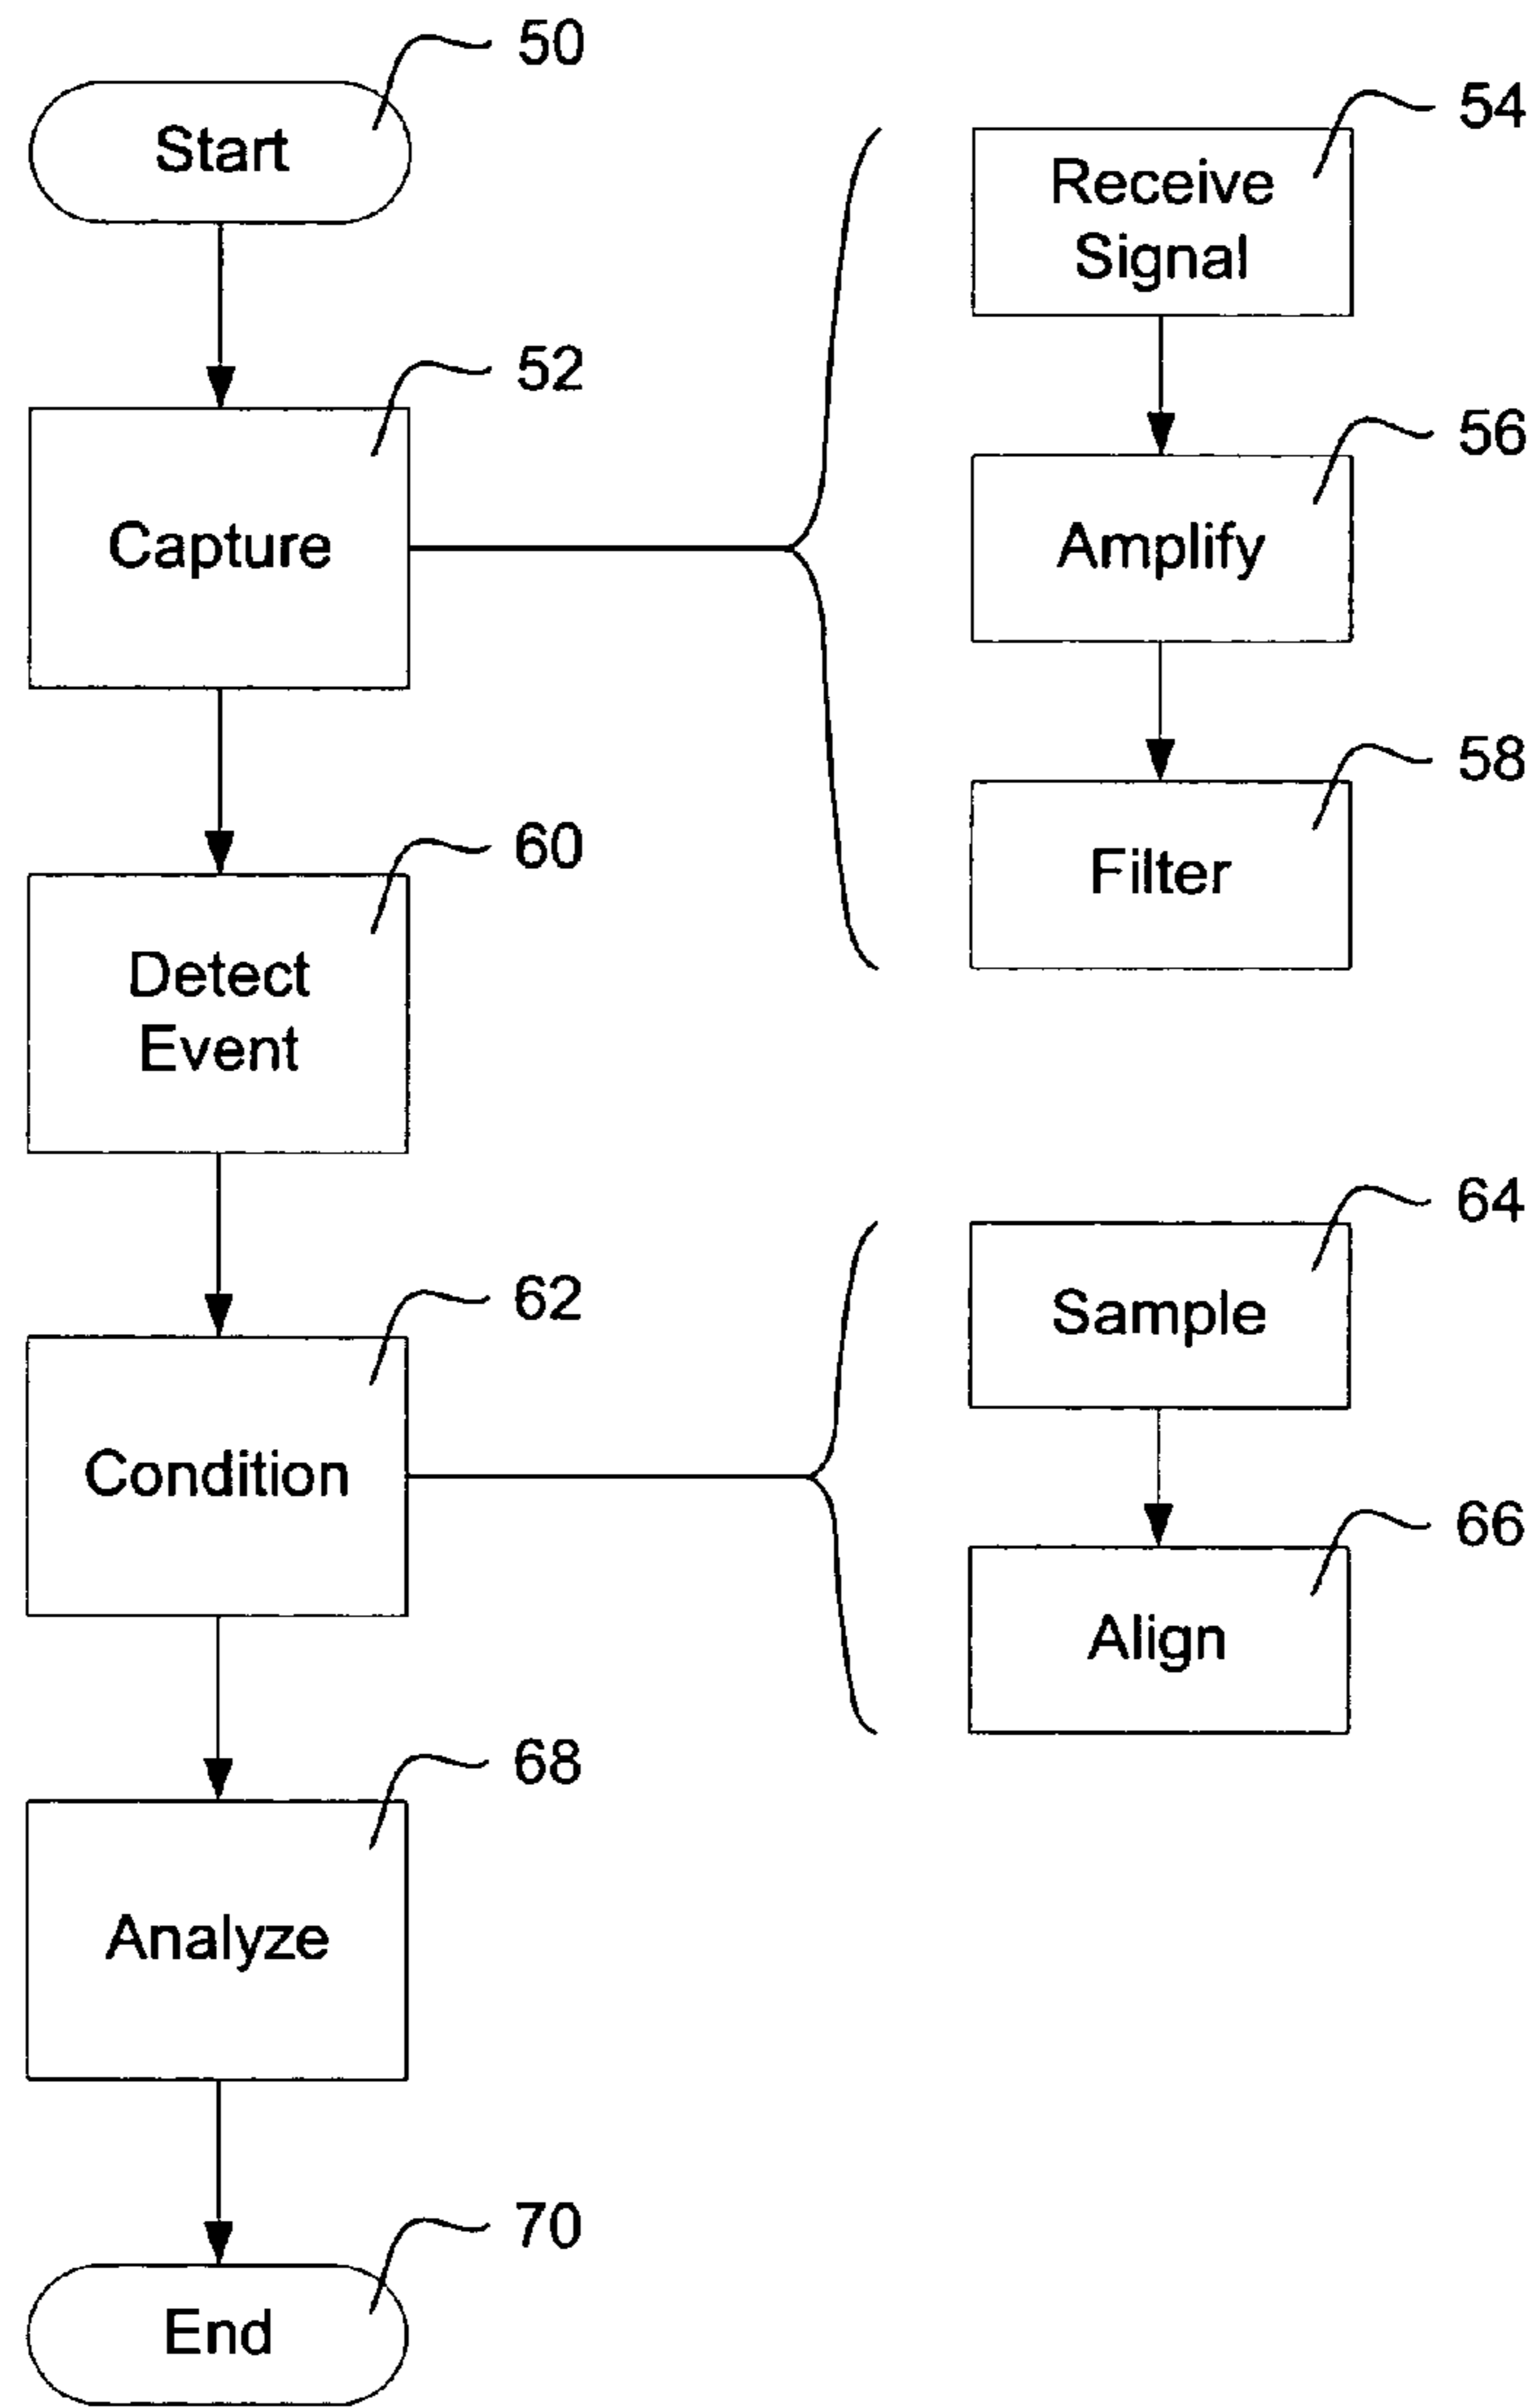 50
Start
54
Receive
Signal
52
Capture
56
Amplify
58
Filter
60
Detect
Event
64
Sample
62
Condition
66
Align
68
Analyze
70
End